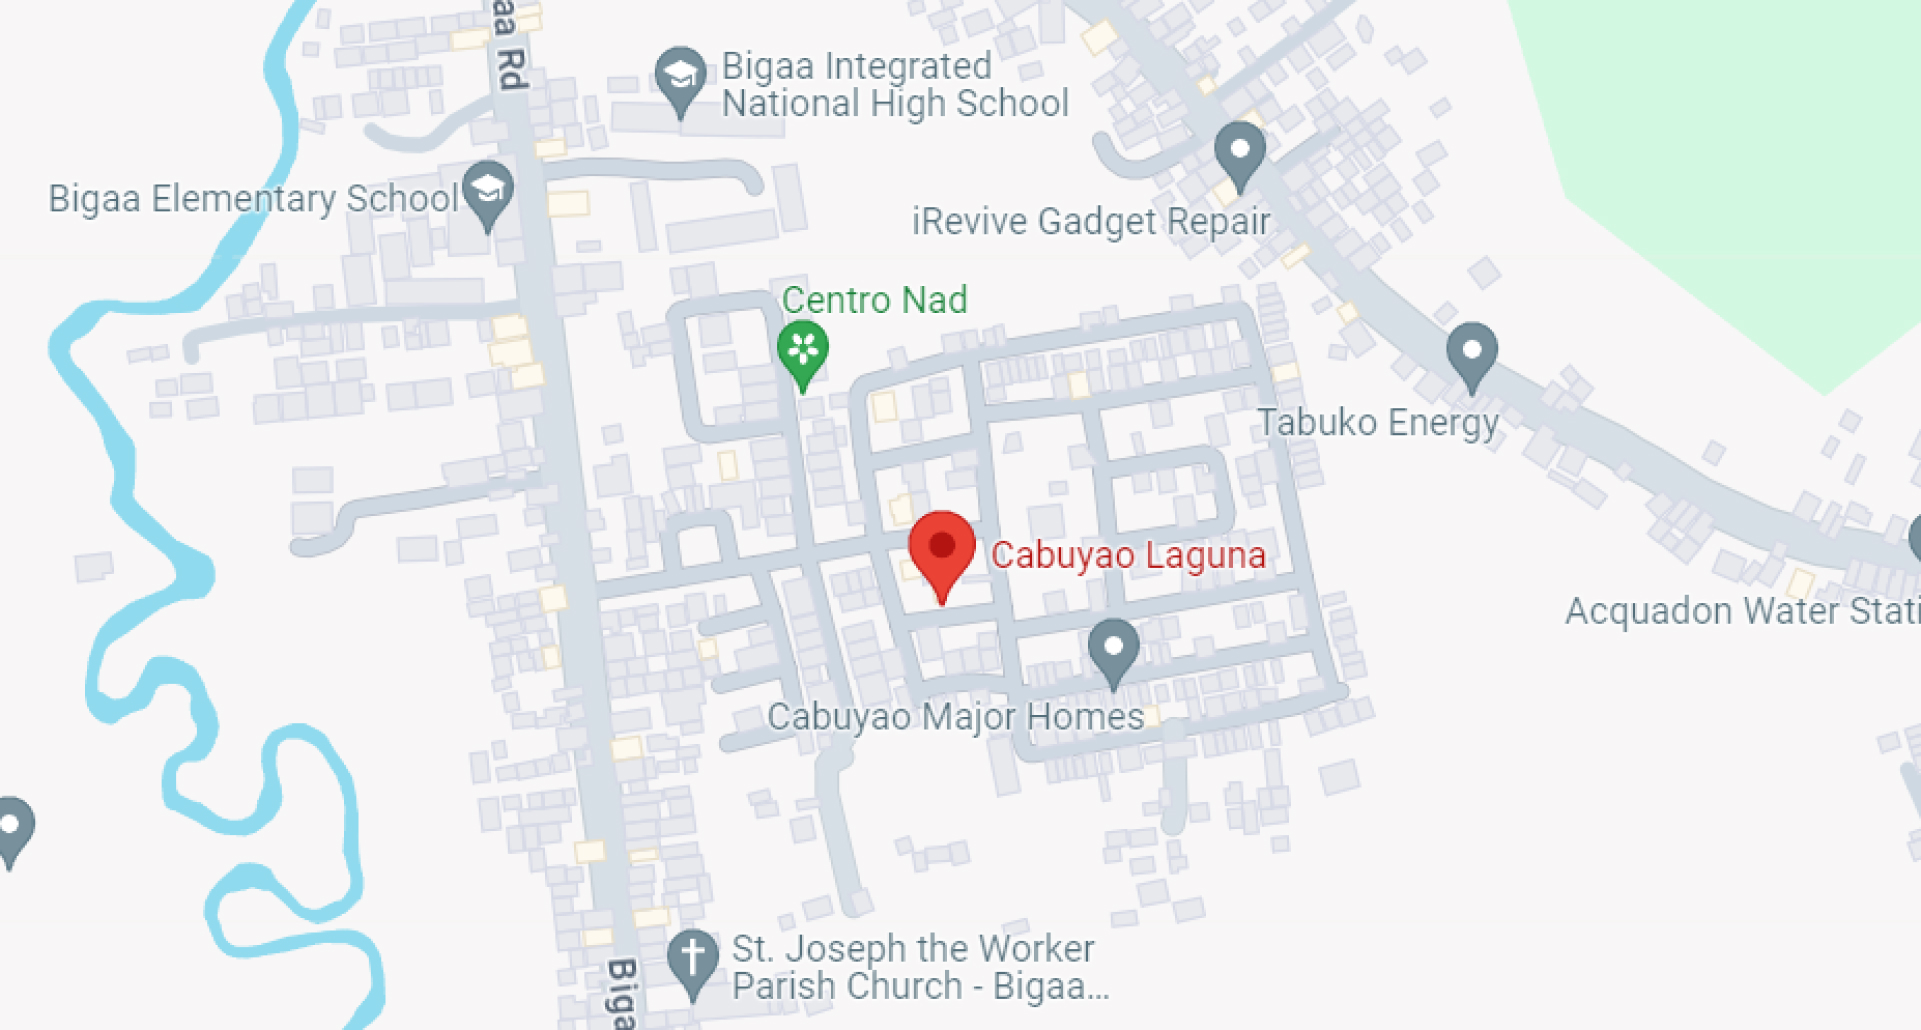 aa Rd
Bigaa Integrated
National High School
Bigaa Elementary School
iRevive Gadget Repair
Centro Nad
Tabuko Energy
Cabuyao Laguna
Acquadon Water Stati
Cabuyao Major Homes
St. Joseph the Worker
Parish Church - Bigaa...
Biga